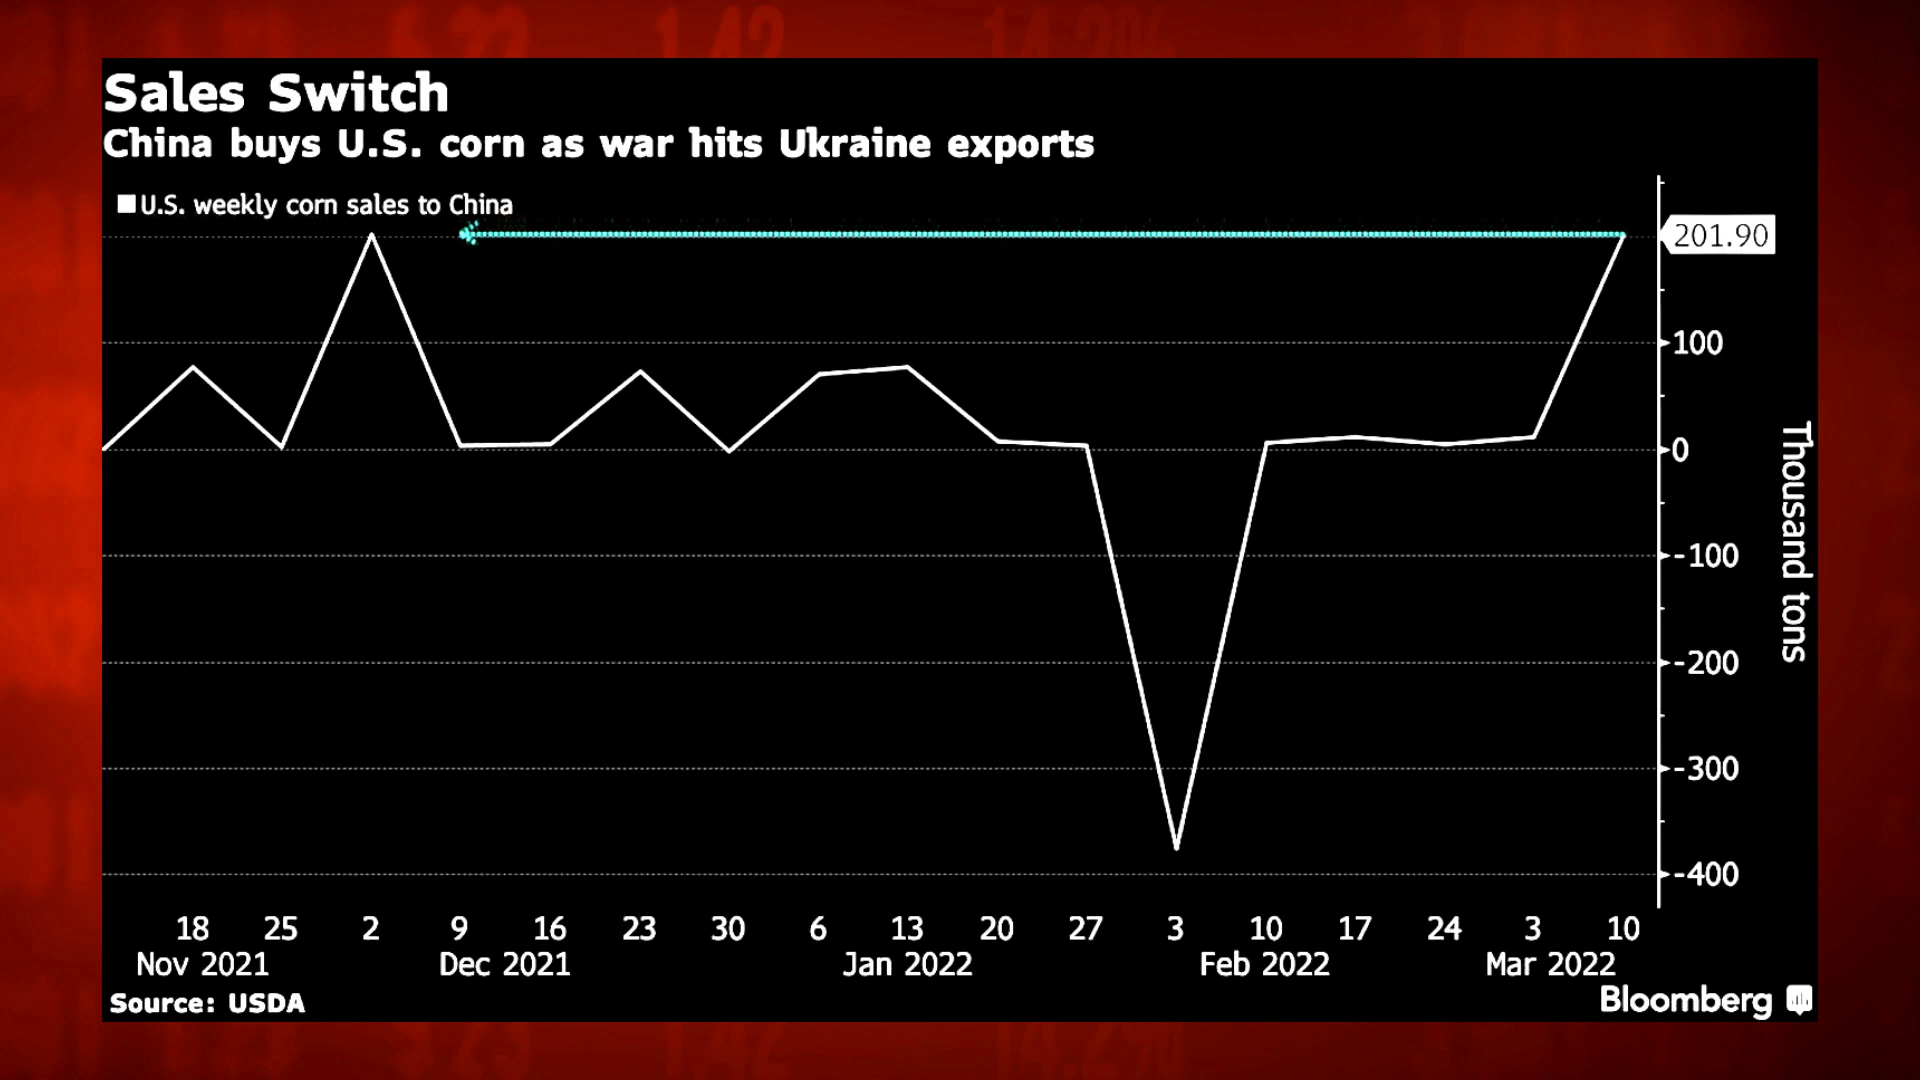 Sales Switch
China buys U.S. corn as war hits Ukraine exports
U.S. weekly corn sales to China
201.90
100
0
-100
-200
-300
-400
Thousand tons
18 25 2 9 16 23 30 6 13 20 27 3 10 17 24 3 10
Nov 2021 Dec 2021 Jan 2022 Feb 2022 Mar 2022
Source: USDA
Bloomberg